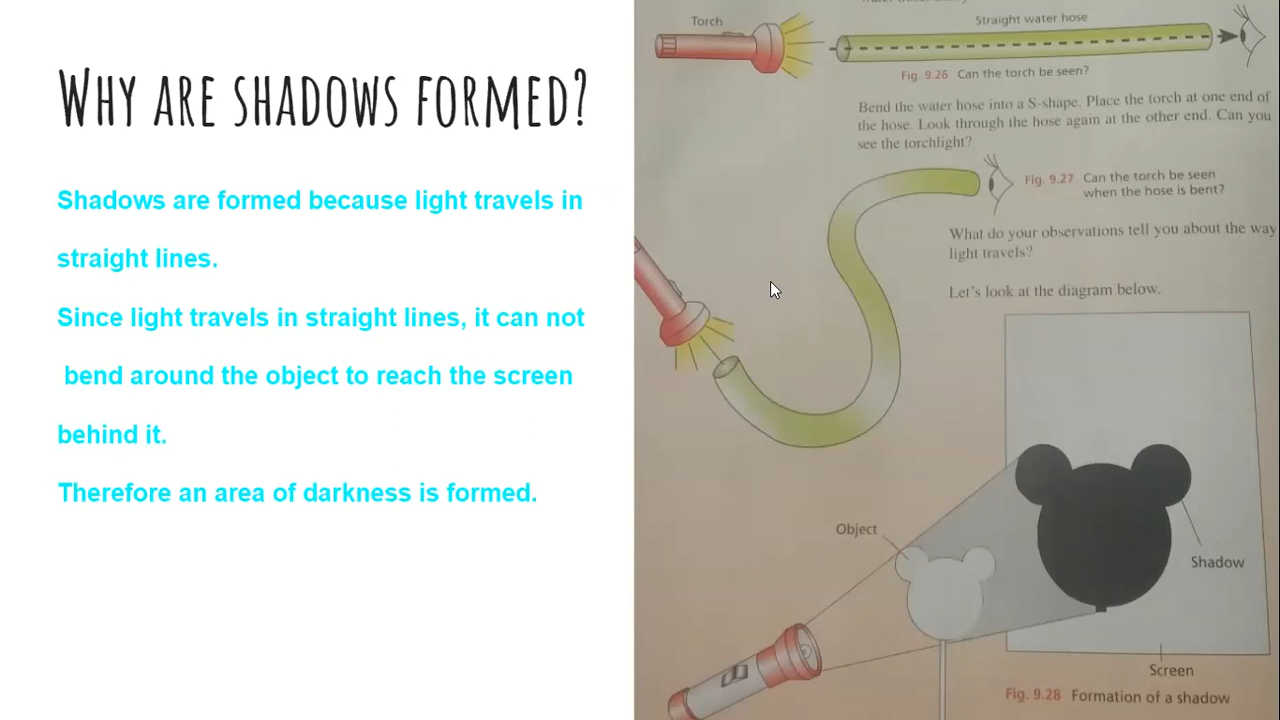 WHY ARE SHADOWS FORMED?
Shadows are formed because light travels in
straight lines.
Since light travels in straight lines, it can not
bend around the object to reach the screen
behind it.
Therefore an area of darkness is formed.
Torch
Straight water hose
Fig. 9.26 Can the torch be seen?
Bend the water hose into a S-shape. Place the torch at one end of
the hose. Look through the hose again at the other end. Can you
see the torchlight?
Fig. 9.27 Can the torch be seen
when the hose is bent?
What do your observations tell you about the way
light travels?
Let's look at the diagram below.
Object
Shadow
Screen
Fig. 9.28 Formation of a shadow